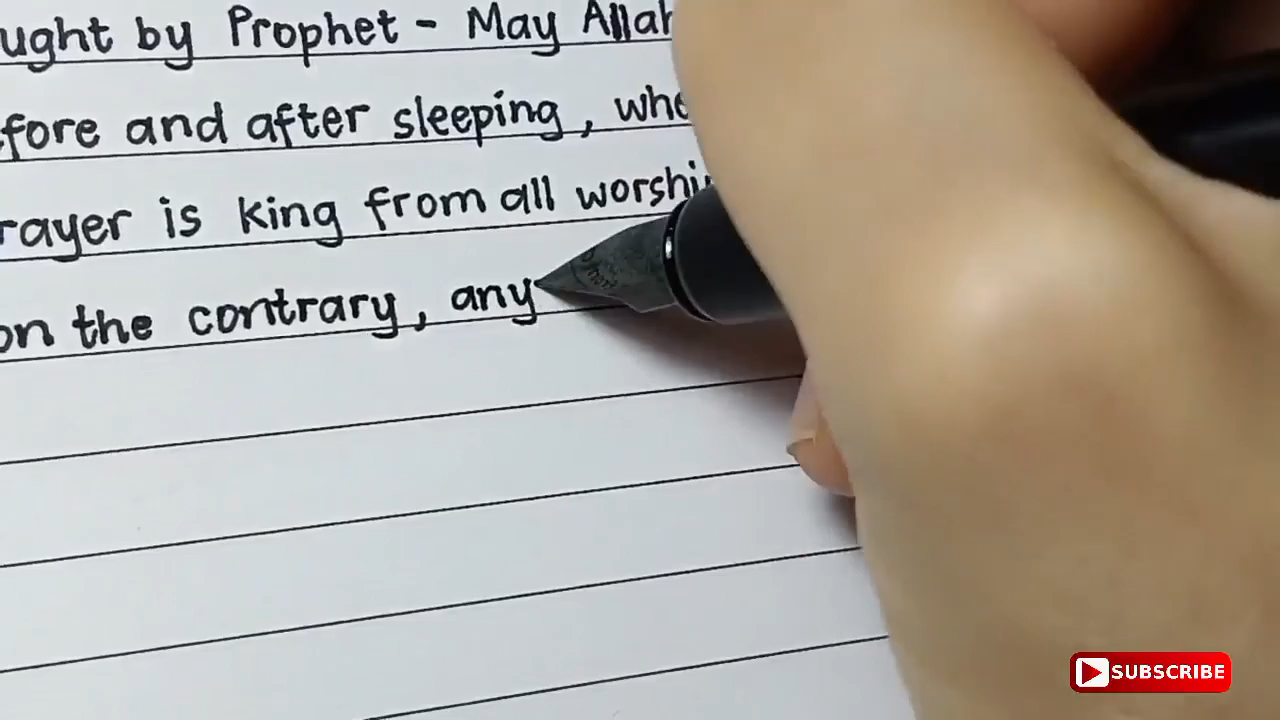 ught by Prophet - May Allah
fore and after sleeping, whe
rayer is king from all worshi
on the contrary, any
SUBSCRIBE